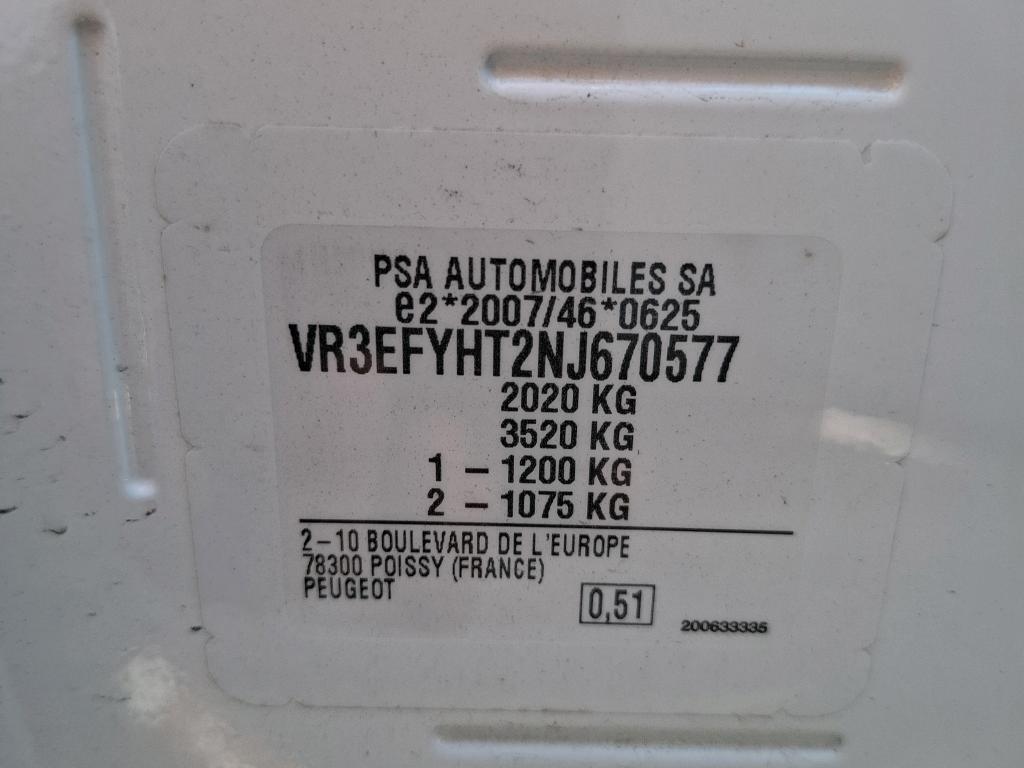 PSA AUTOMOBILES SA
e2*2007/46*0625
VR3EFYHT2NJ670577
2020 KG
3520 KG
1 – 1200 KG
2 – 1075 KG
2–10 BOULEVARD DE L'EUROPE
78300 POISSY (FRANCE)
PEUGEOT
0,51
200633335